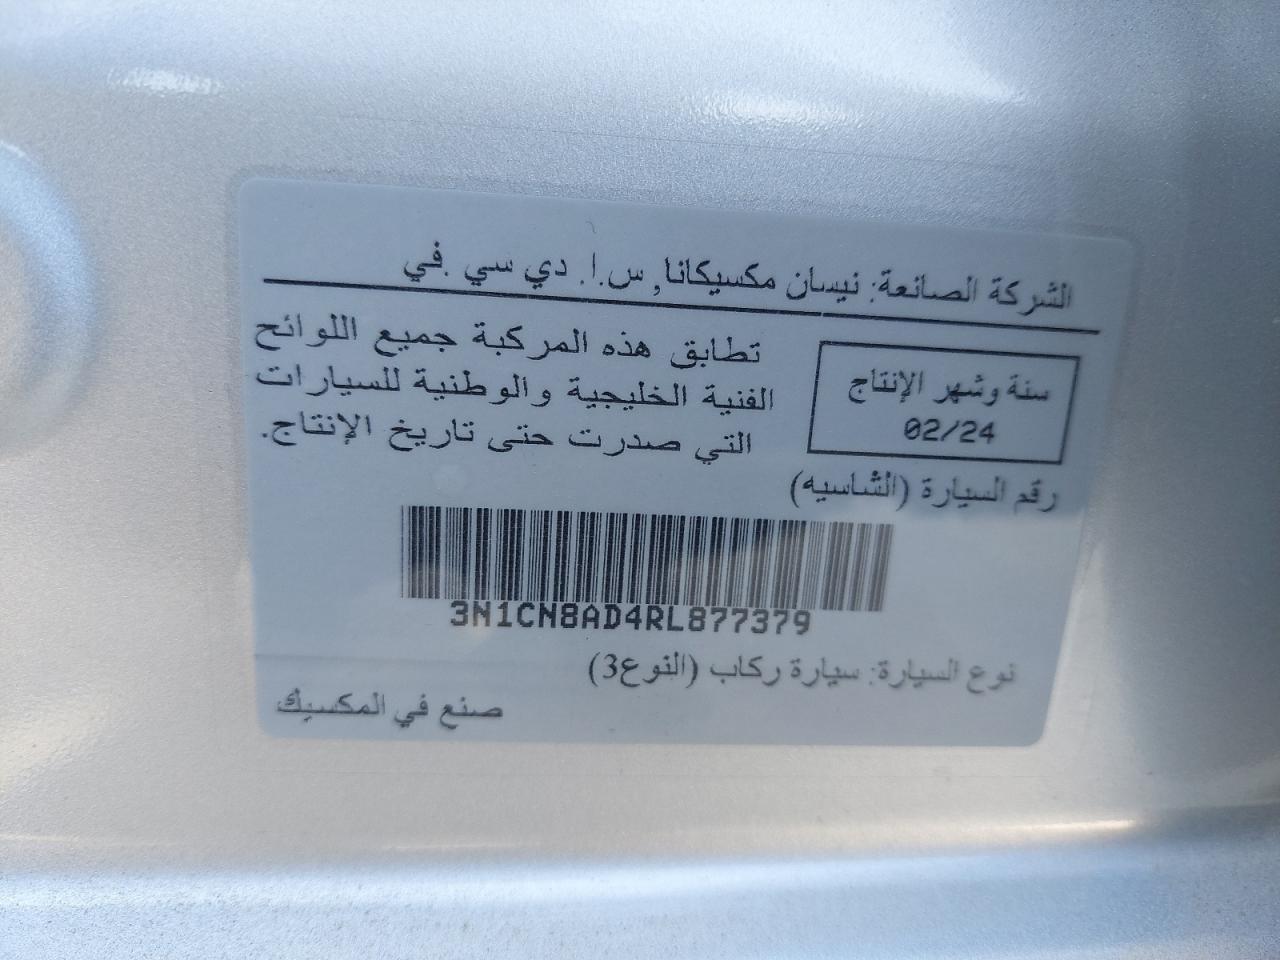 الشركة الصانعة: نيسان مكسيكانا, س.ا. دي سي .في
سنة وشهر الإنتاج
02/24
تطابق هذه المركبة جميع اللوائح
الفنية الخليجية والوطنية للسيارات
التي صدرت حتى تاريخ الإنتاج.
رقم السيارة (الشاسيه)
3N1CN8AD4RL877379
نوع السيارة: سيارة ركاب (النوع3)
صنع في المكسيك